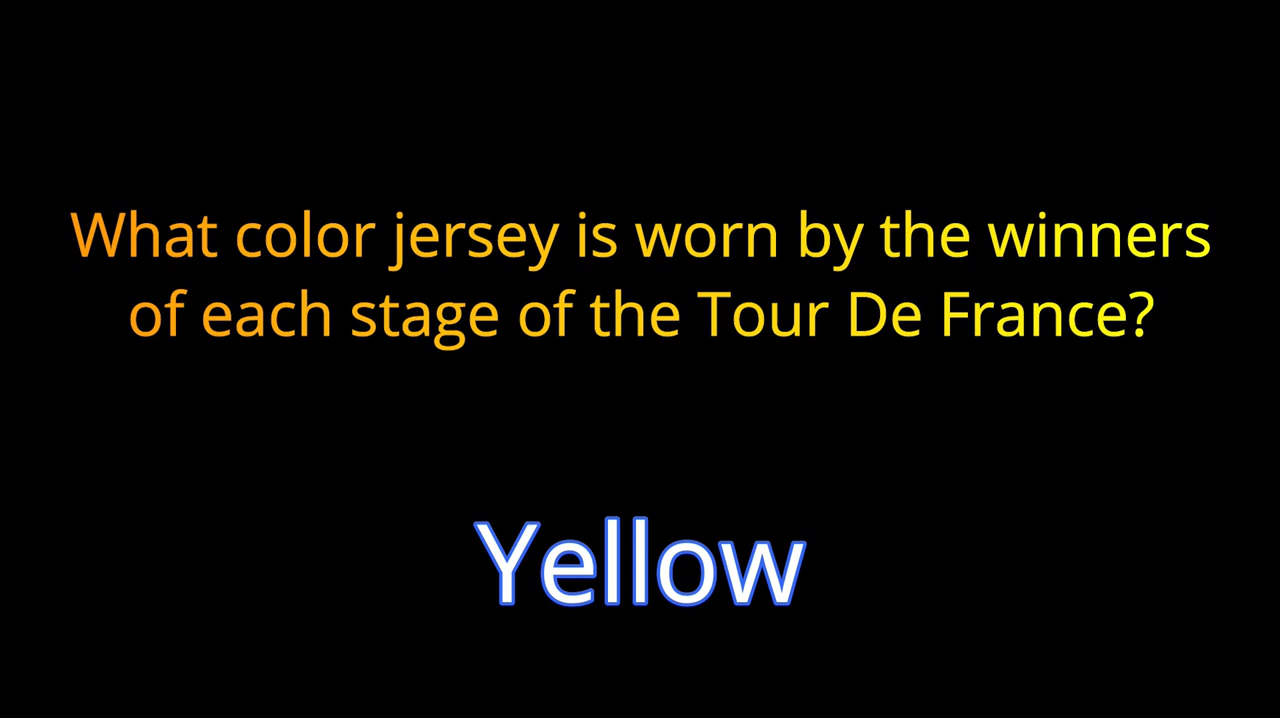 What color jersey is worn by the winners
of each stage of the Tour De France?
Yellow